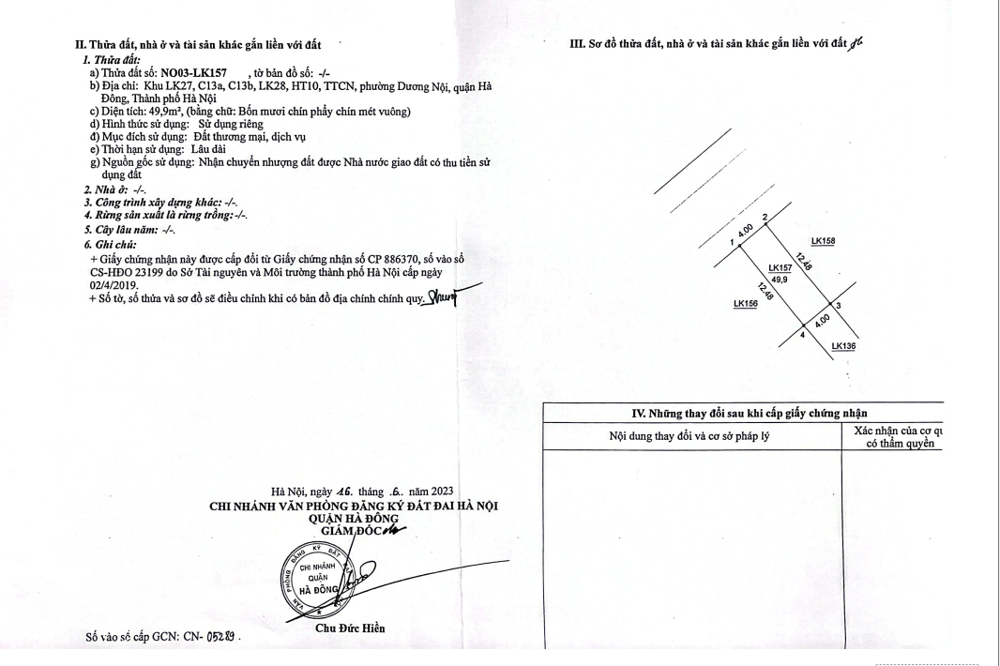 II. Thửa đất, nhà ở và tài sản khác gắn liền với đất
1. Thửa đất:
a) Thửa đất số: NO03-LK157 , tờ bản đồ số: -/-
b) Địa chỉ: Khu LK27, C13a, C13b, LK28, HT10, TTCN, phường Dương Nội, quận Hà
Đông, Thành phố Hà Nội
c) Diện tích: 49,9m², (bằng chữ: Bốn mươi chín phẩy chín mét vuông)
d) Hình thức sử dụng: Sử dụng riêng
đ) Mục đích sử dụng: Đất thương mại, dịch vụ
e) Thời hạn sử dụng: Lâu dài
g) Nguồn gốc sử dụng: Nhận chuyển nhượng đất được Nhà nước giao đất có thu tiền sử
dụng đất
2. Nhà ở: -/-.
3. Công trình xây dựng khác: -/-.
4. Rừng sản xuất là rừng trồng:-/-.
5. Cây lâu năm: -/-.
6. Ghi chú:
+ Giấy chứng nhận này được cấp đổi từ Giấy chứng nhận số CP 886370, số vào sổ
CS-HĐO 23199 do Sở Tài nguyên và Môi trường thành phố Hà Nội cấp ngày
02/4/2019.
+ Số tờ, số thửa và sơ đồ sẽ điều chỉnh khi có bản đồ địa chính chính quy.
Hà Nội, ngày 16. tháng .6.. năm 2023
CHI NHÁNH VĂN PHÒNG ĐĂNG KÝ ĐẤT ĐAI HÀ NỘI
QUẬN HÀ ĐÔNG
GIÁM ĐỐC
VĂN PHÒNG ĐĂNG KÝ ĐẤT
CHI NHÁNH
QUẬN
HÀ ĐÔNG
Chu Đức Hiền
Số vào sổ cấp GCN: CN- 05289 .
III. Sơ đồ thửa đất, nhà ở và tài sản khác gắn liền với đất
2
4.00
1
LK158
12.48
LK157
49,9
12.48
LK156
3
4.00
4
LK136
IV. Những thay đổi sau khi cấp giấy chứng nhận
Nội dung thay đổi và cơ sở pháp lý
Xác nhận của cơ qu
có thẩm quyền